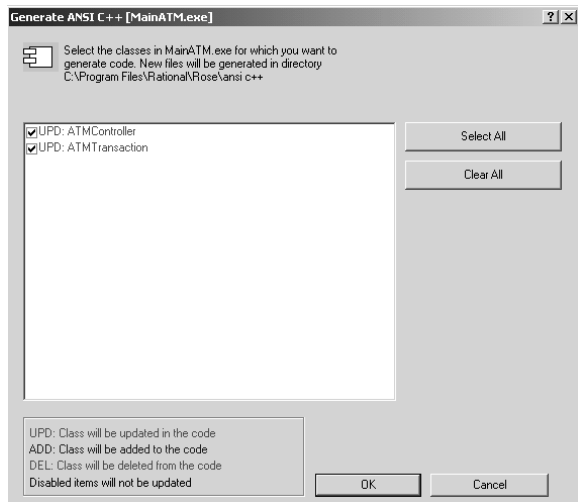 Generate ANSI C++ [MainATM.exe]
Select the classes in MainATM.exe for which you want to
generate code. New files will be generated in directory
C:\Program Files\Rational\Rose\ansi c++
UPD: ATMController
UPD: ATMTransaction
Select All
Clear All
UPD: Class will be updated in the code
ADD: Class will be added to the code
DEL: Class will be deleted from the code
Disabled items will not be updated
OK
Cancel